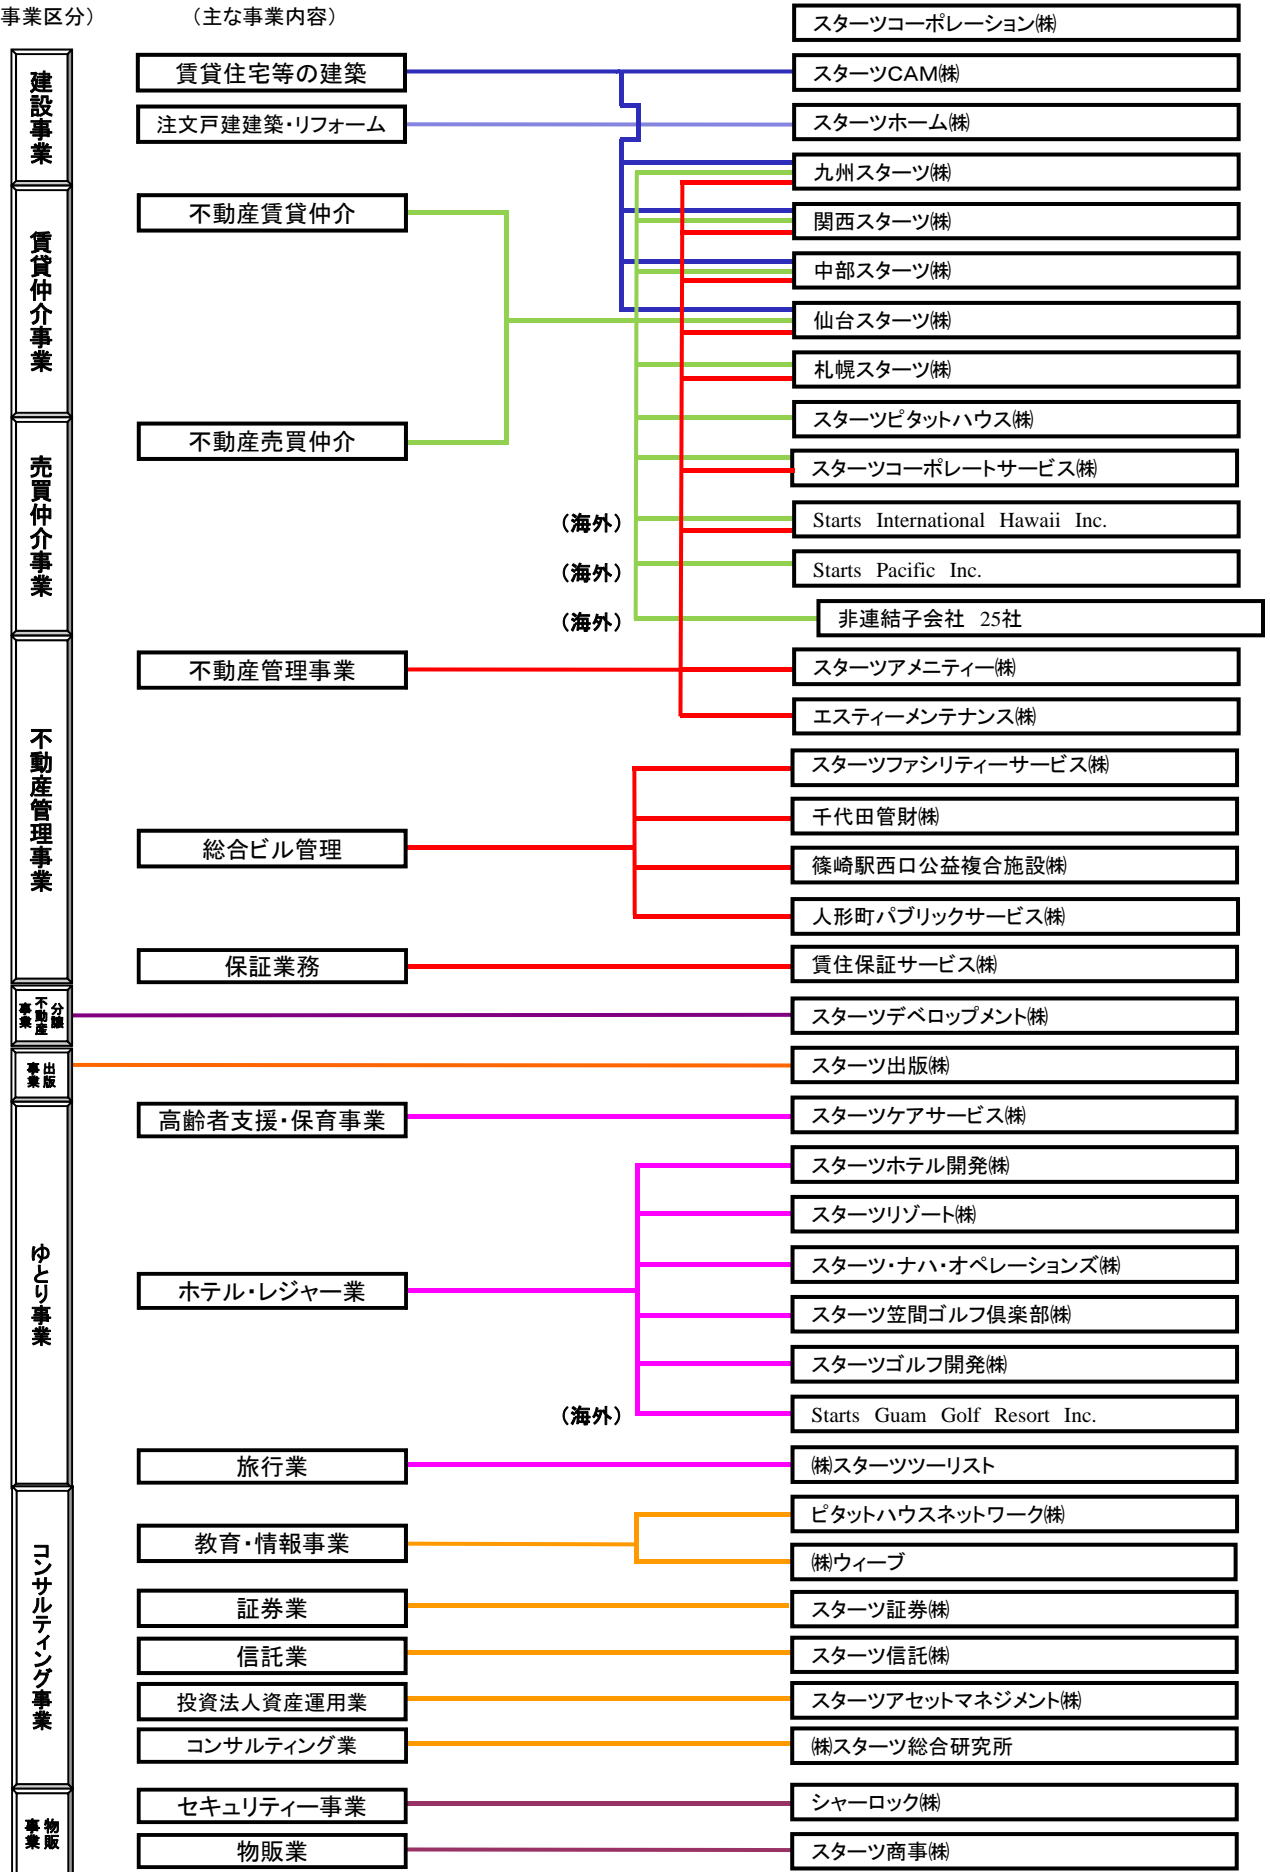 事業区分） （主な事業内容）
スターツコーポレーション㈱
建設事業
賃貸住宅等の建築
スターツCAM㈱
注文戸建建築・リフォーム
スターツホーム㈱
九州スターツ㈱
賃貸仲介事業
不動産賃貸仲介
関西スターツ㈱
中部スターツ㈱
仙台スターツ㈱
札幌スターツ㈱
売買仲介事業
不動産売買仲介
スターツピタットハウス㈱
スターツコーポレートサービス㈱
（海外）
Starts International Hawaii Inc.
（海外）
Starts Pacific Inc.
（海外）
非連結子会社 25社
不動産管理事業
不動産管理事業
スターツアメニティー㈱
エスティーメンテナンス㈱
スターツファシリティーサービス㈱
千代田管財㈱
総合ビル管理
篠崎駅西口公益複合施設㈱
人形町パブリックサービス㈱
保証業務
賃住保証サービス㈱
分譲
不動産
事業
スターツデベロップメント㈱
出版
事業
スターツ出版㈱
ゆとり事業
高齢者支援・保育事業
スターツケアサービス㈱
スターツホテル開発㈱
スターツリゾート㈱
ホテル・レジャー業
スターツ・ナハ・オペレーションズ㈱
スターツ笠間ゴルフ倶楽部㈱
スターツゴルフ開発㈱
（海外）
Starts Guam Golf Resort Inc.
旅行業
㈱スターツツーリスト
コンサルティング事業
教育・情報事業
ピタットハウスネットワーク㈱
㈱ウィーブ
証券業
スターツ証券㈱
信託業
スターツ信託㈱
投資法人資産運用業
スターツアセットマネジメント㈱
コンサルティング業
㈱スターツ総合研究所
物販
事業
セキュリティー事業
シャーロック㈱
物販業
スターツ商事㈱